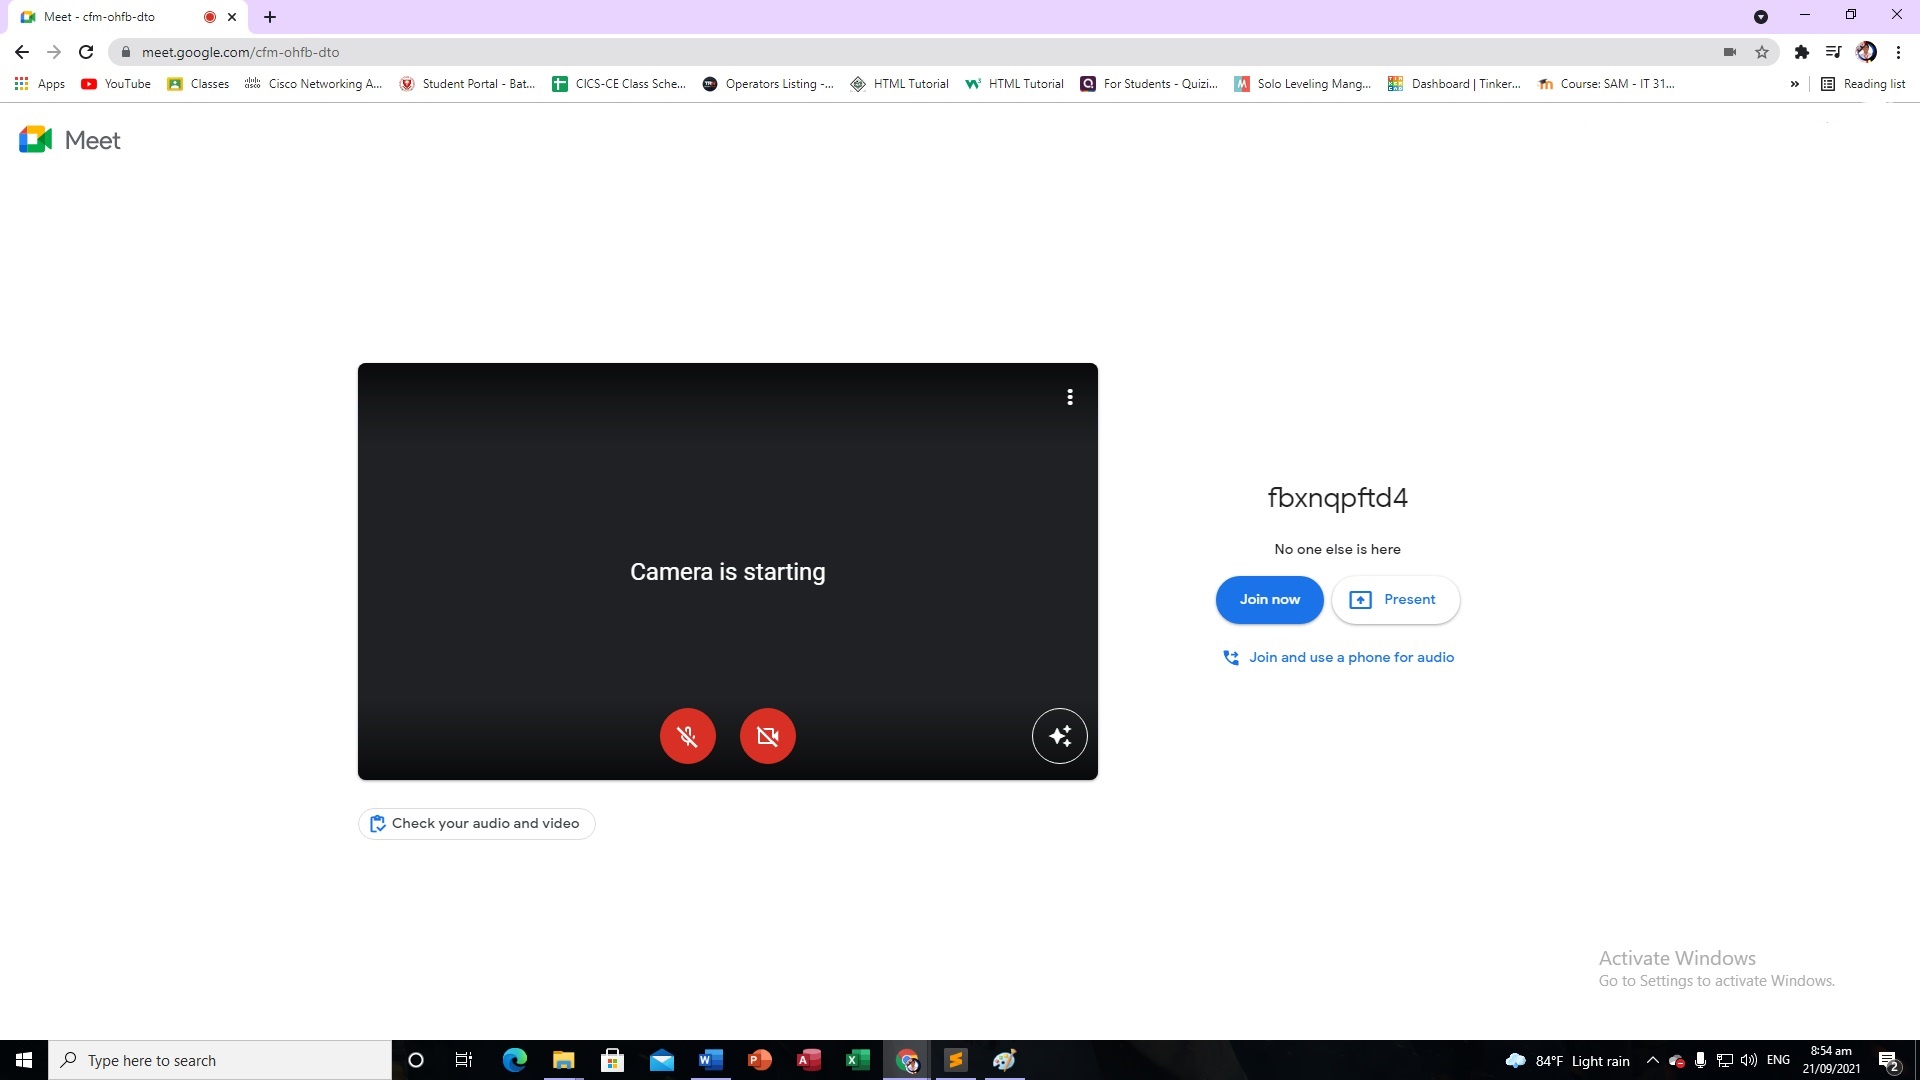 Meet - cfm-ohfb-dto
meet.google.com/cfm-ohfb-dto
Apps
YouTube
Classes
Cisco Networking A...
Student Portal - Bat...
CICS-CE Class Sche...
Operators Listing -...
HTML Tutorial
HTML Tutorial
For Students - Quizi...
Solo Leveling Mang...
Dashboard | Tinker...
Course: SAM - IT 31...
»
Reading list
Meet
Camera is starting
fbxnqpftd4
No one else is here
Join now
Present
Join and use a phone for audio
Check your audio and video
Activate Windows
Go to Settings to activate Windows.
Type here to search
84°F Light rain
ENG
8:54 am
21/09/2021
2